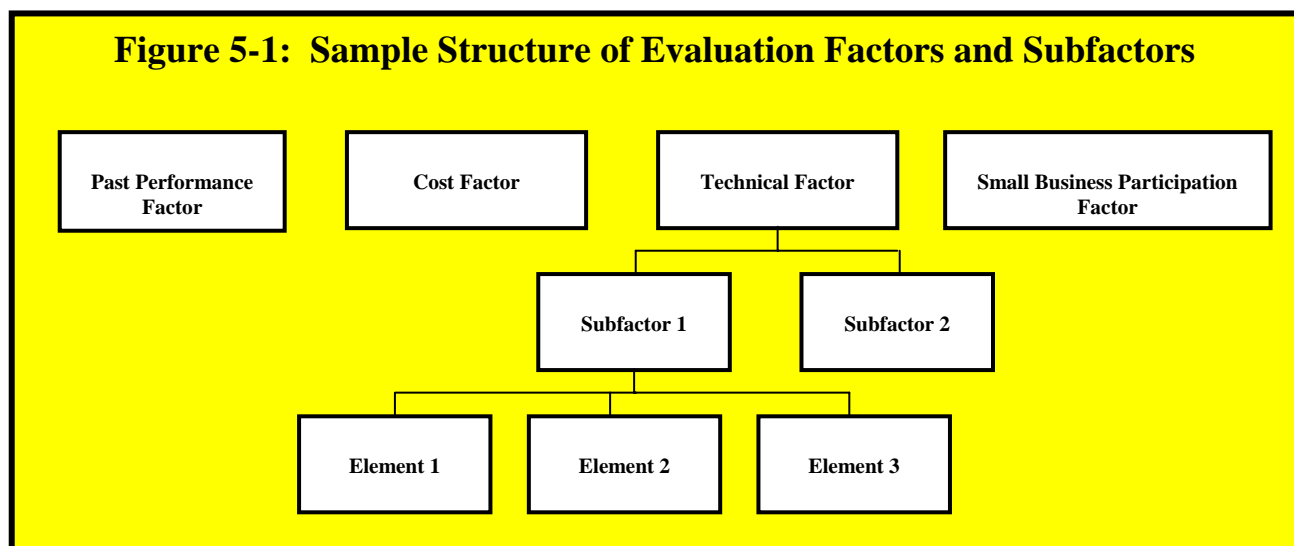 Figure 5-1:  Sample Structure of Evaluation Factors and Subfactors
Past Performance
Factor
Cost Factor
Technical Factor
Small Business Participation
Factor
Subfactor 1
Subfactor 2
Element 1
Element 2
Element 3